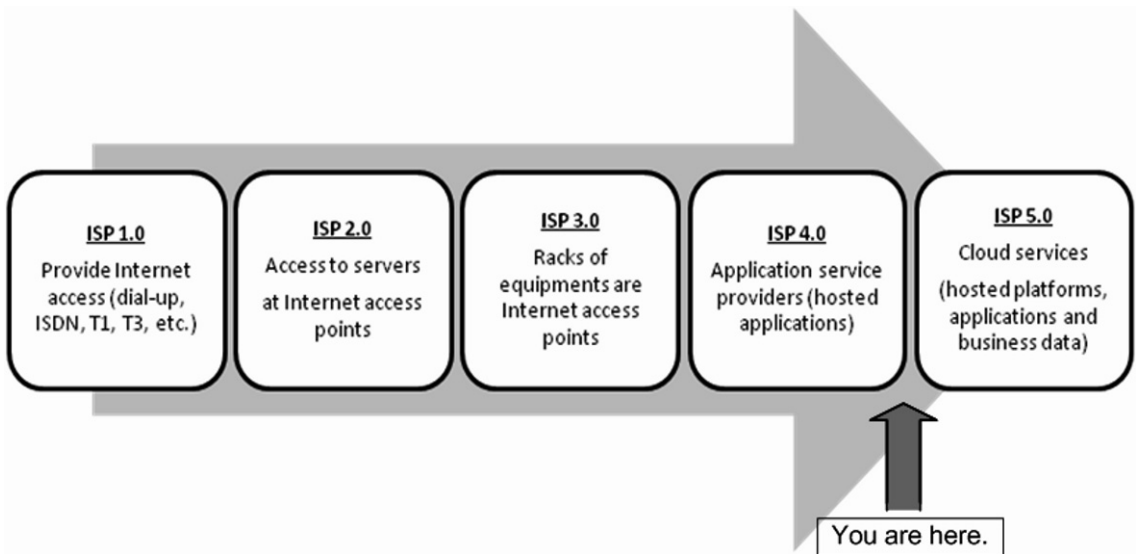 ISP 1.0
Provide Internet
access (dial-up,
ISDN, T1, T3, etc.)
ISP 2.0
Access to servers
at Internet access
points
ISP 3.0
Racks of
equipments are
Internet access
points
ISP 4.0
Application service
providers (hosted
applications)
ISP 5.0
Cloud services
(hosted platforms,
applications and
business data)
You are here.